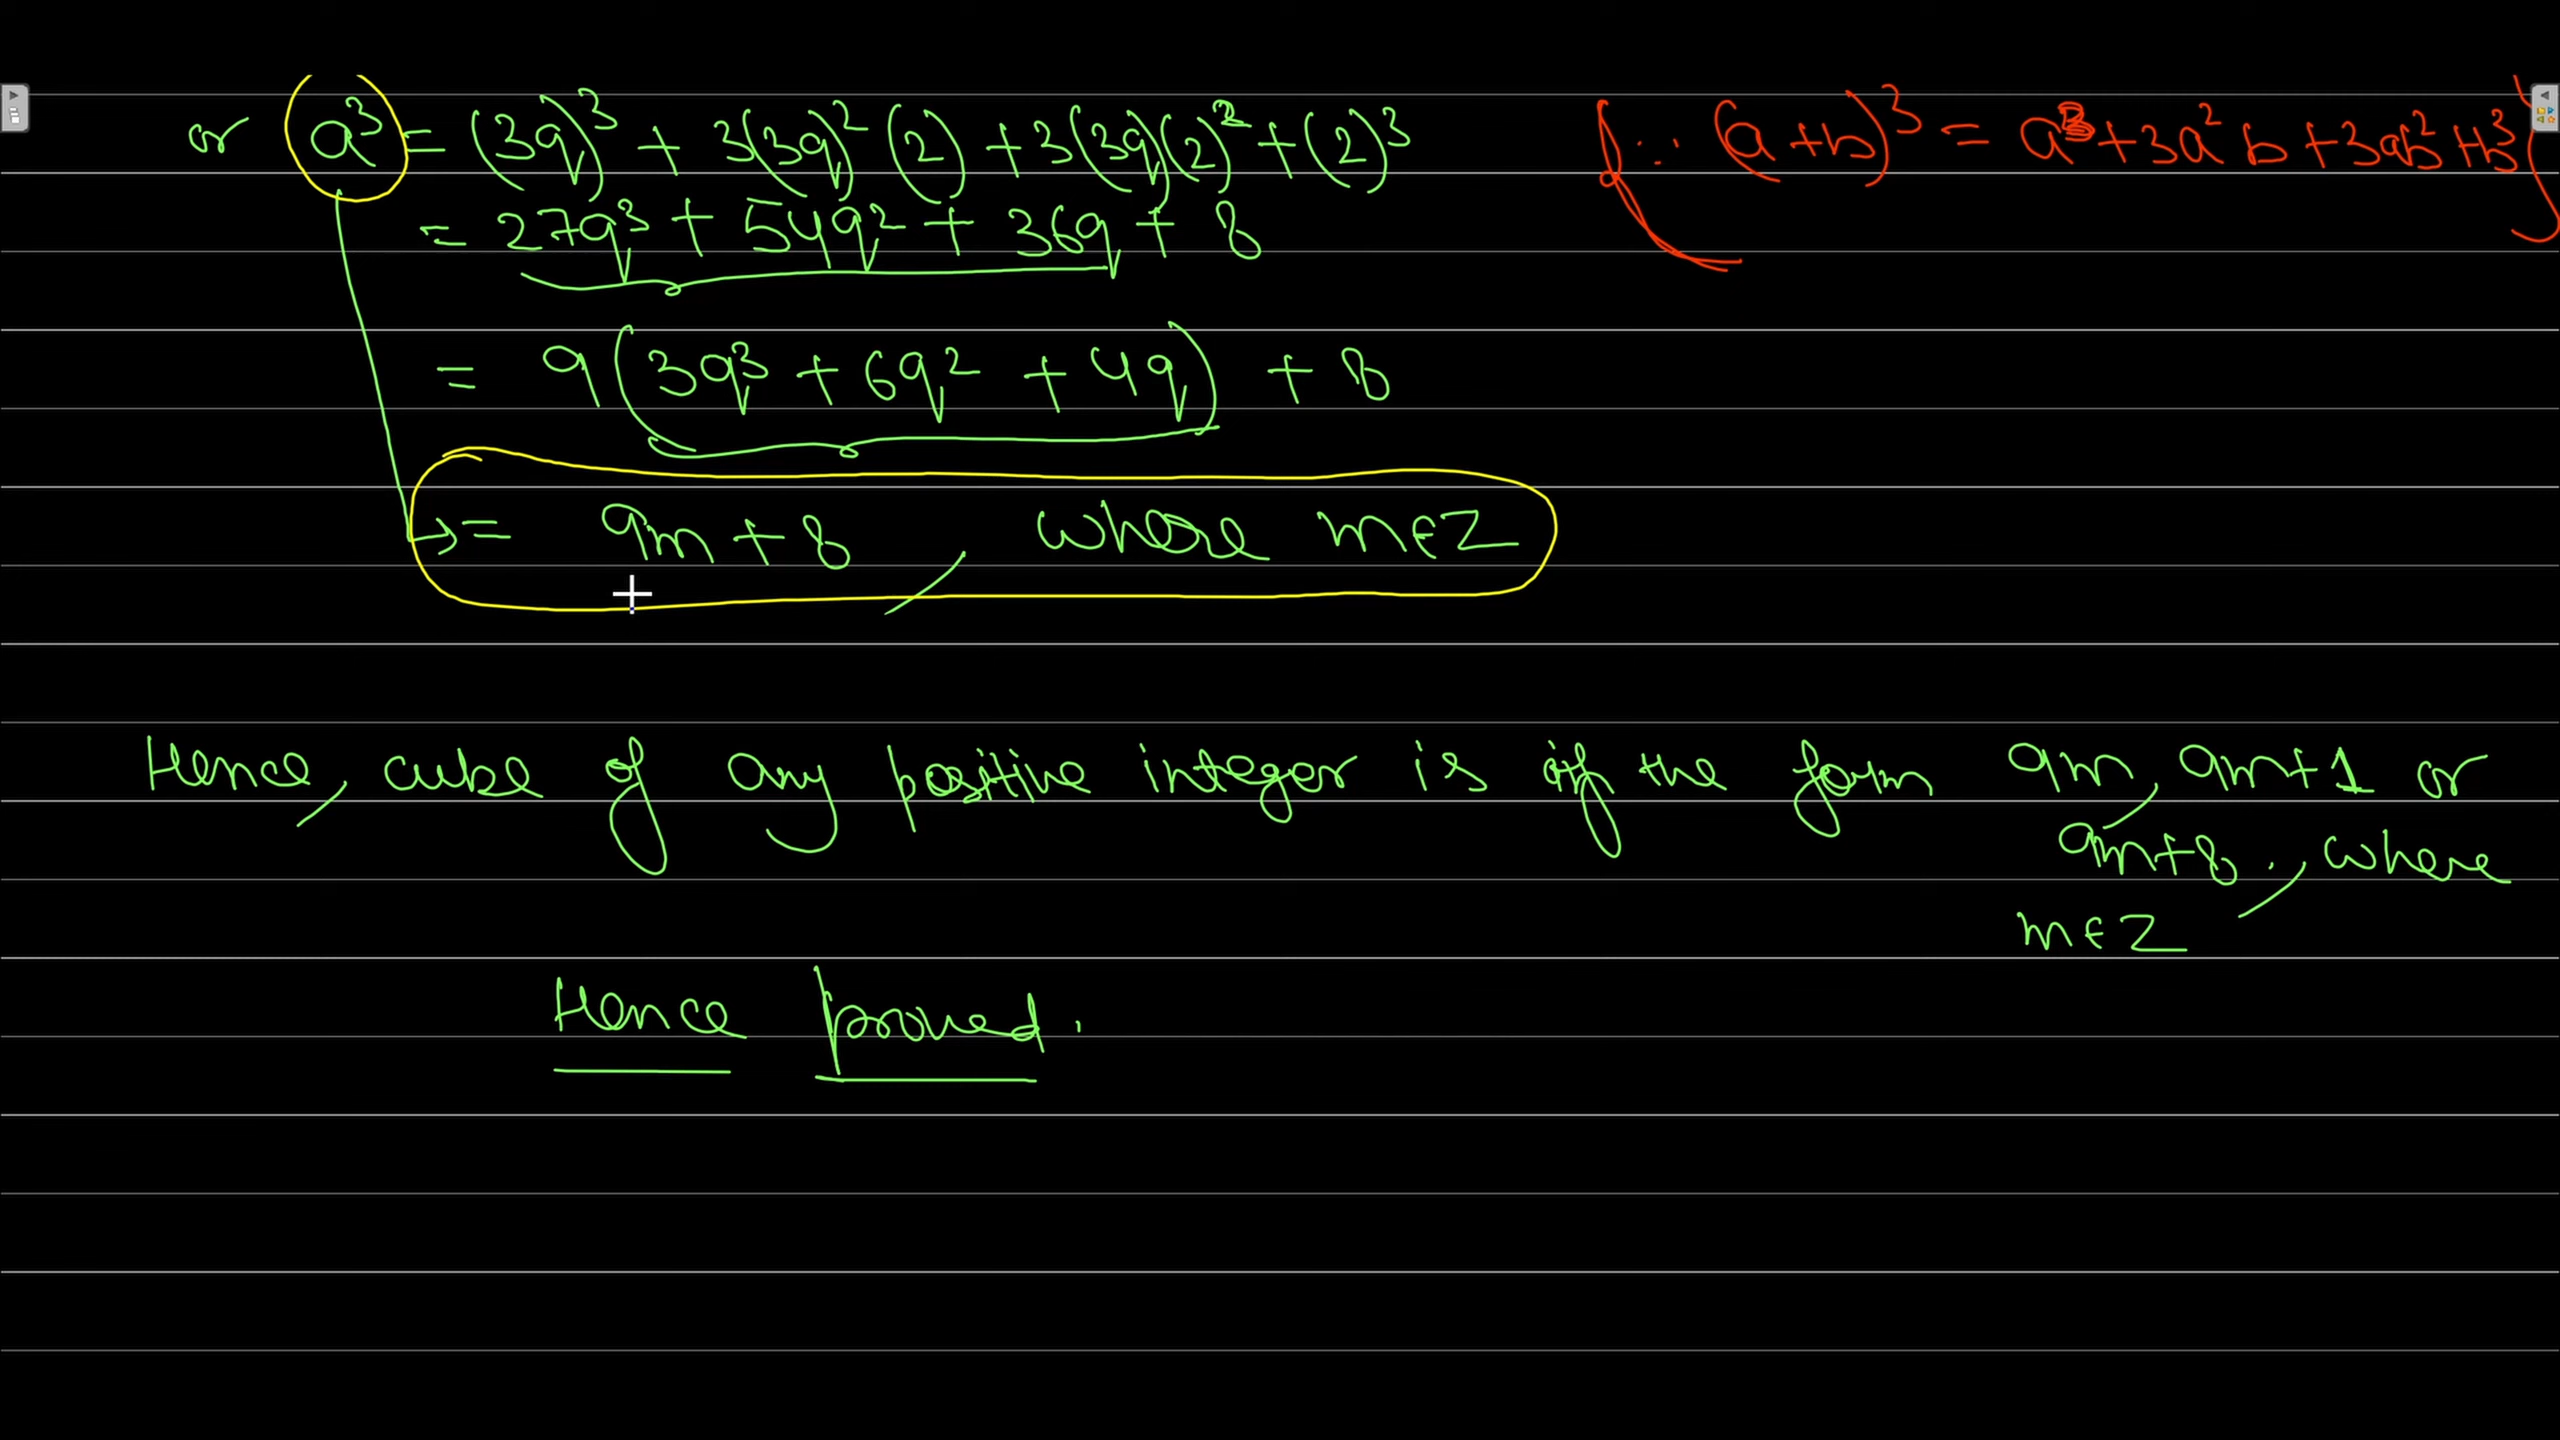 or a³ = (3q)³ + 3(3q)²(2) + 3(3q)(2)² + (2)³ {∵ (a+b)³ = a³+3a²b+3ab²+b³}
= 27q³ + 54q² + 36q + 8
= 9(3q³ + 6q² + 4q) + 8
→ = 9m + 8, where m∈Z
Hence, cube of any positive integer is of the form 9m, 9m+1 or
9m+8, where
m∈Z
Hence proved.